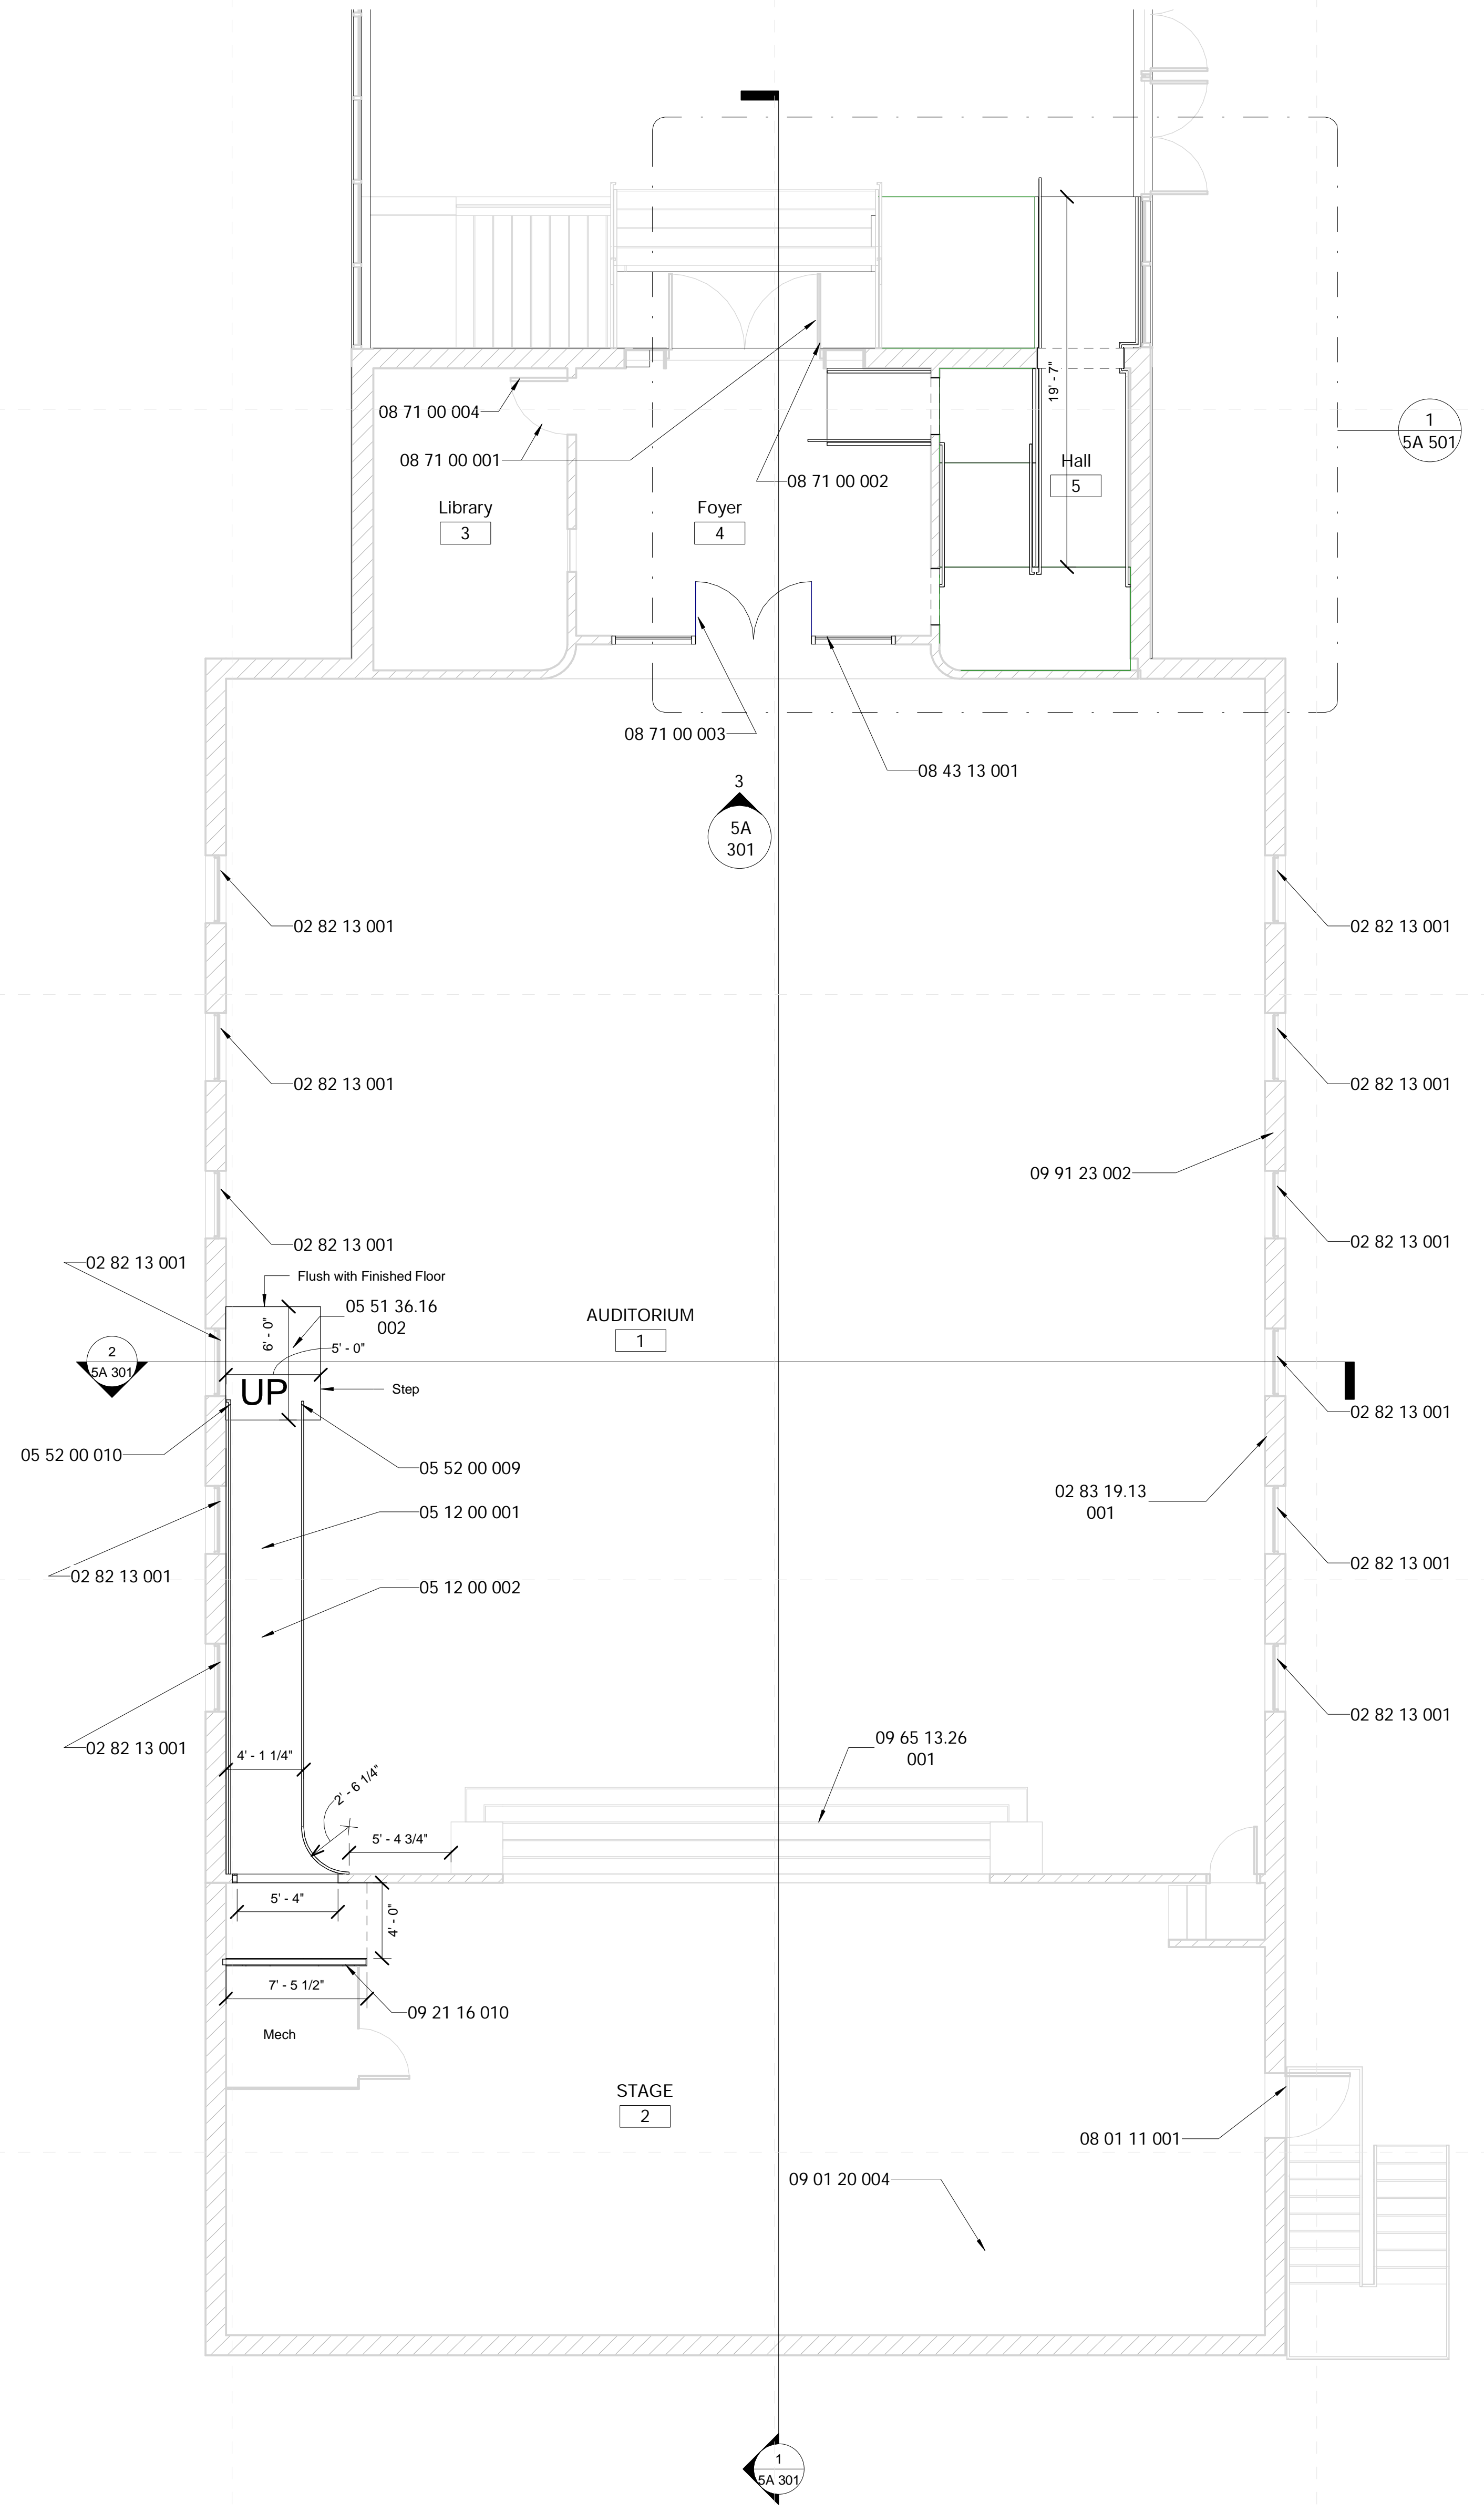 19' - 7"
08 71 00 004
1
5A 501
08 71 00 001
Hall
5
08 71 00 002
Library
3
Foyer
4
08 71 00 003
08 43 13 001
3
5A
301
02 82 13 001
02 82 13 001
02 82 13 001
02 82 13 001
09 91 23 002
02 82 13 001
02 82 13 001
02 82 13 001
Flush with Finished Floor
05 51 36.16
002
6' - 0"
5' - 0"
AUDITORIUM
1
2
5A 301
UP
Step
02 82 13 001
05 52 00 010
05 52 00 009
05 12 00 001
02 83 19.13
001
02 82 13 001
02 82 13 001
05 12 00 002
02 82 13 001
02 82 13 001
09 65 13.26
001
4' - 1 1/4"
2' - 6 1/4"
5' - 4 3/4"
5' - 4"
4' - 0"
7' - 5 1/2"
09 21 16 010
Mech
STAGE
2
08 01 11 001
09 01 20 004
1
5A 301